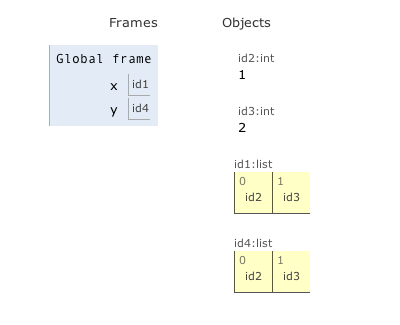 Frames
Objects
Global frame
x id1
y id4
id2:int
1
id3:int
2
id1:list
0 1
id2 id3
id4:list
0 1
id2 id3